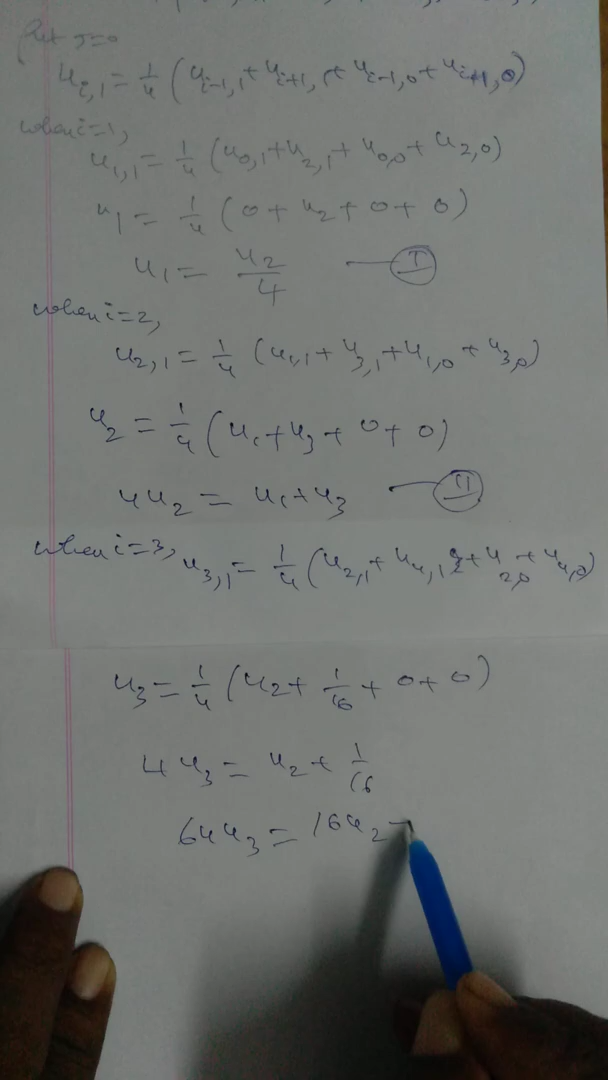 put j=0
u_{i,1} = 1/4 (u_{i-1,1} + u_{i+1,1} + u_{i-1,0} + u_{i+1,0})
when i=1,
u_{1,1} = 1/4 (u_{0,1} + u_{2,1} + u_{0,0} + u_{2,0})
u_1 = 1/4 (0 + u_2 + 0 + 0)
u_1 = u_2/4 — I
when i=2,
u_{2,1} = 1/4 (u_{1,1} + u_{3,1} + u_{1,0} + u_{3,0})
u_2 = 1/4 (u_1 + u_3 + 0 + 0)
4u_2 = u_1 + u_3 — II
when i=3, u_{3,1} = 1/4 (u_{2,1} + u_{4,1} + u_{2,0} + u_{4,0})
u_3 = 1/4 (u_2 + 1/16 + 0 + 0)
4u_3 = u_2 + 1/16
64u_3 = 16u_2